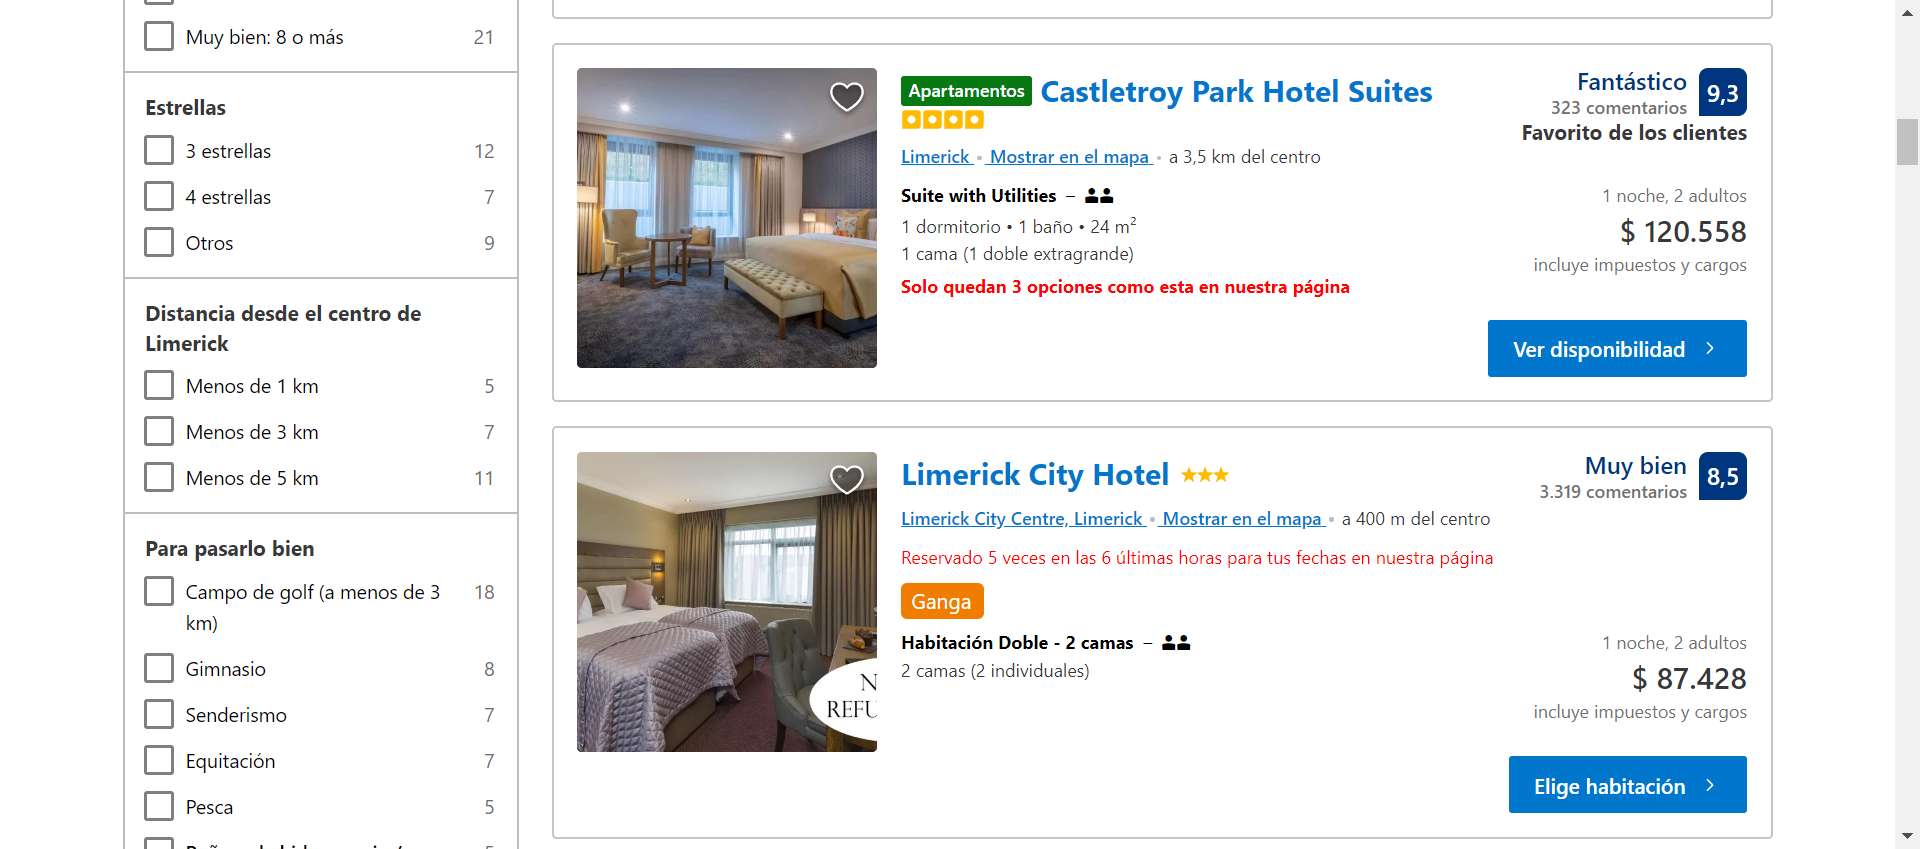 Muy bien: 8 o más 21
Estrellas
3 estrellas 12
4 estrellas 7
Otros 9
Distancia desde el centro de
Limerick
Menos de 1 km 5
Menos de 3 km 7
Menos de 5 km 11
Para pasarlo bien
Campo de golf (a menos de 3 18
km)
Gimnasio 8
Senderismo 7
Equitación 7
Pesca 5
Apartamentos Castletroy Park Hotel Suites
Fantástico 9,3
323 comentarios
Favorito de los clientes
Limerick • Mostrar en el mapa • a 3,5 km del centro
Suite with Utilities –
1 dormitorio • 1 baño • 24 m²
1 cama (1 doble extragrande)
Solo quedan 3 opciones como esta en nuestra página
1 noche, 2 adultos
$ 120.558
incluye impuestos y cargos
Ver disponibilidad
Limerick City Hotel
Muy bien 8,5
3.319 comentarios
Limerick City Centre, Limerick • Mostrar en el mapa • a 400 m del centro
Reservado 5 veces en las 6 últimas horas para tus fechas en nuestra página
Ganga
Habitación Doble - 2 camas –
2 camas (2 individuales)
1 noche, 2 adultos
$ 87.428
incluye impuestos y cargos
Elige habitación